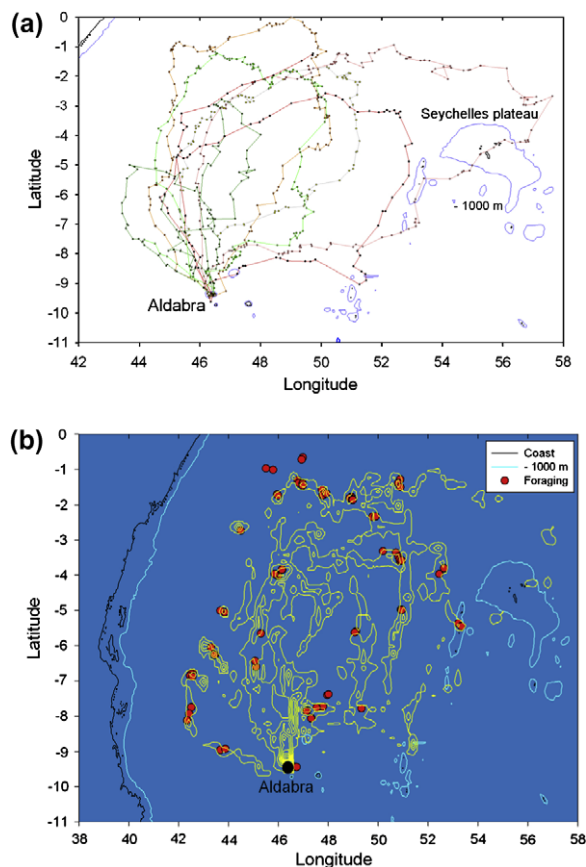 (a)
0
-1
-2
-3
-4
-5
-6
-7
-8
-9
-10
-11
Latitude
Seychelles plateau
- 1000 m
Aldabra
42 44 46 48 50 52 54 56 58
Longitude
(b)
0
-1
-2
-3
-4
-5
-6
-7
-8
-9
-10
-11
Latitude
Coast
- 1000 m
Foraging
Aldabra
38 40 42 44 46 48 50 52 54 56 58
Longitude